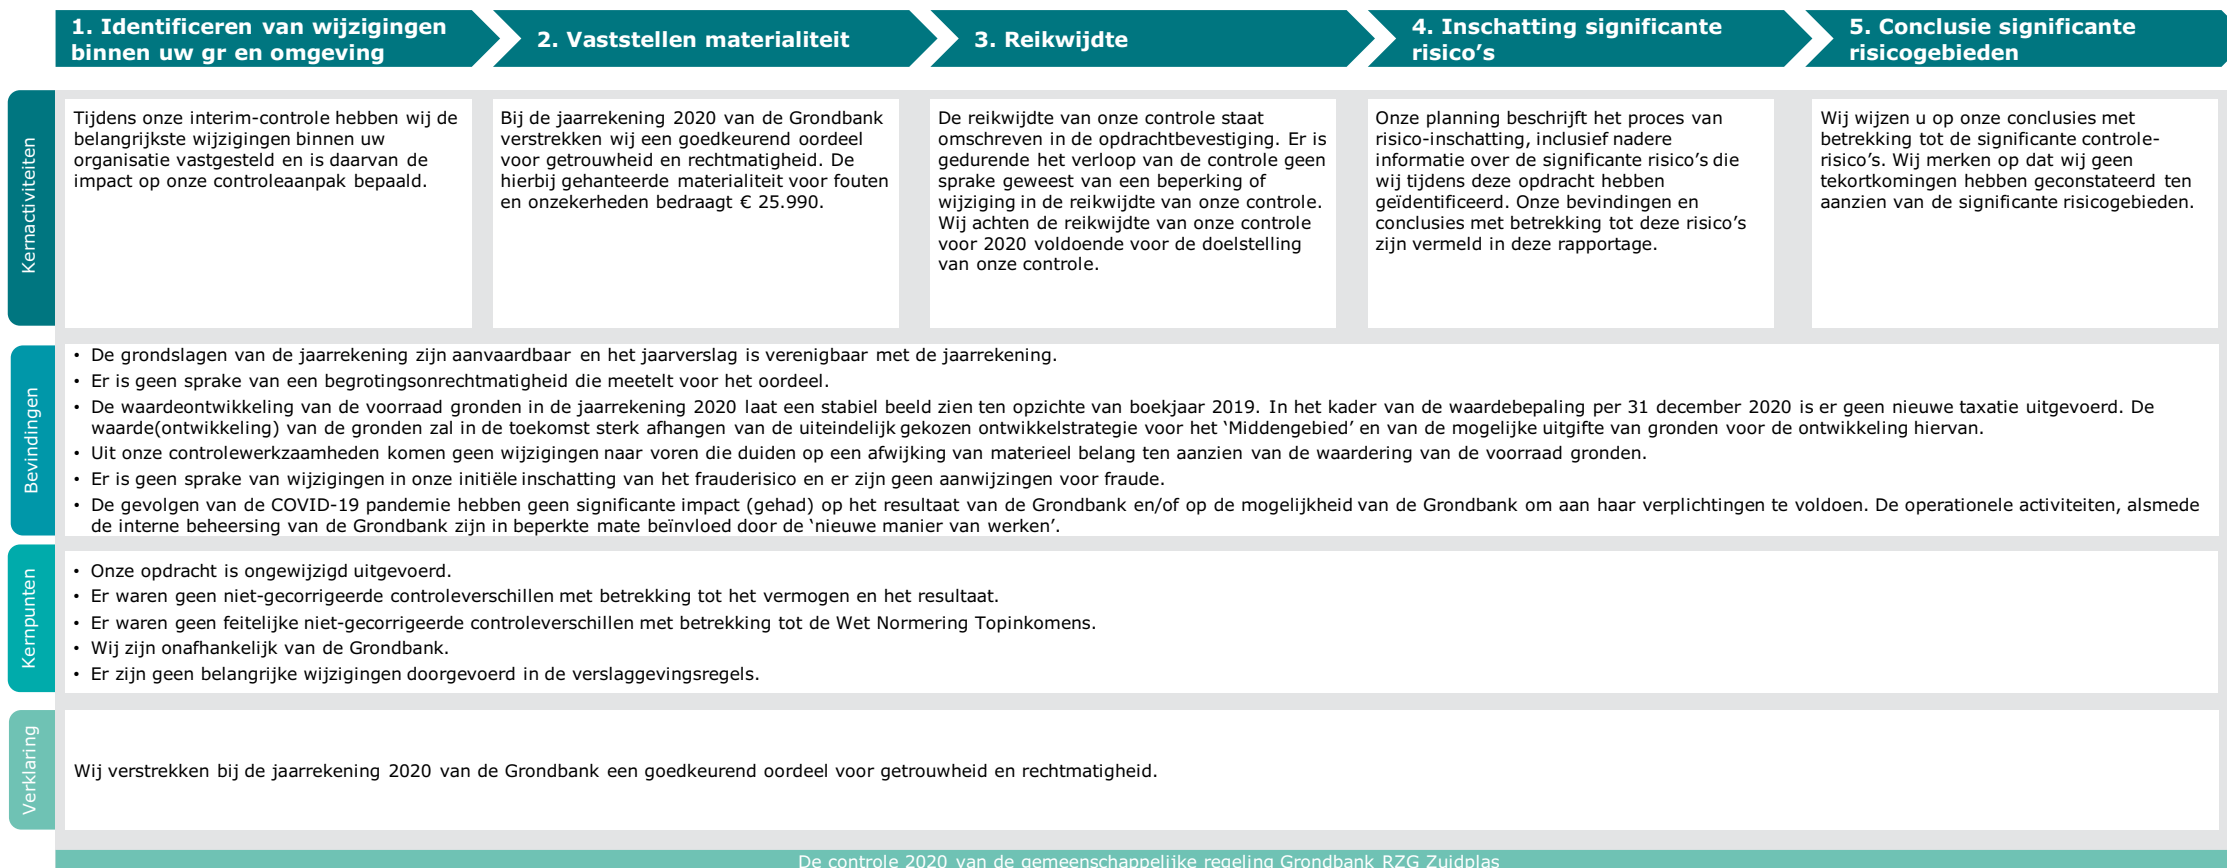 1. Identificeren van wijzigingen
binnen uw gr en omgeving
2. Vaststellen materialiteit
3. Reikwijdte
4. Inschatting significante
risico's
5. Conclusie significante
risicogebieden
Kernactiviteiten
Tijdens onze interim-controle hebben wij de
belangrijkste wijzigingen binnen uw
organisatie vastgesteld en is daarvan de
impact op onze controleaanpak bepaald.
Bij de jaarrekening 2020 van de Grondbank
verstrekken wij een goedkeurend oordeel
voor getrouwheid en rechtmatigheid. De
hierbij gehanteerde materialiteit voor fouten
en onzekerheden bedraagt € 25.990.
De reikwijdte van onze controle staat
omschreven in de opdrachtbevestiging. Er is
gedurende het verloop van de controle geen
sprake geweest van een beperking of
wijziging in de reikwijdte van onze controle.
Wij achten de reikwijdte van onze controle
voor 2020 voldoende voor de doelstelling
van onze controle.
Onze planning beschrijft het proces van
risico-inschatting, inclusief nadere
informatie over de significante risico's die
wij tijdens deze opdracht hebben
geïdentificeerd. Onze bevindingen en
conclusies met betrekking tot deze risico's
zijn vermeld in deze rapportage.
Wij wijzen u op onze conclusies met
betrekking tot de significante controle-
risico's. Wij merken op dat wij geen
tekortkomingen hebben geconstateerd ten
aanzien van de significante risicogebieden.
Bevindingen
• De grondslagen van de jaarrekening zijn aanvaardbaar en het jaarverslag is verenigbaar met de jaarrekening.
• Er is geen sprake van een begrotingsonrechtmatigheid die meetelt voor het oordeel.
• De waardeontwikkeling van de voorraad gronden in de jaarrekening 2020 laat een stabiel beeld zien ten opzichte van boekjaar 2019. In het kader van de waardebepaling per 31 december 2020 is er geen nieuwe taxatie uitgevoerd. De
waarde(ontwikkeling) van de gronden zal in de toekomst sterk afhangen van de uiteindelijk gekozen ontwikkelstrategie voor het 'Middengebied' en van de mogelijke uitgifte van gronden voor de ontwikkeling hiervan.
• Uit onze controlewerkzaamheden komen geen wijzigingen naar voren die duiden op een afwijking van materieel belang ten aanzien van de waardering van de voorraad gronden.
• Er is geen sprake van wijzigingen in onze initiële inschatting van het frauderisico en er zijn geen aanwijzingen voor fraude.
• De gevolgen van de COVID-19 pandemie hebben geen significante impact (gehad) op het resultaat van de Grondbank en/of op de mogelijkheid van de Grondbank om aan haar verplichtingen te voldoen. De operationele activiteiten, alsmede
de interne beheersing van de Grondbank zijn in beperkte mate beïnvloed door de 'nieuwe manier van werken'.
Kernpunten
• Onze opdracht is ongewijzigd uitgevoerd.
• Er waren geen niet-gecorrigeerde controleverschillen met betrekking tot het vermogen en het resultaat.
• Er waren geen feitelijke niet-gecorrigeerde controleverschillen met betrekking tot de Wet Normering Topinkomens.
• Wij zijn onafhankelijk van de Grondbank.
• Er zijn geen belangrijke wijzigingen doorgevoerd in de verslaggevingsregels.
Verklaring
Wij verstrekken bij de jaarrekening 2020 van de Grondbank een goedkeurend oordeel voor getrouwheid en rechtmatigheid.
De controle 2020 van de gemeenschappelijke regeling Grondbank RZG Zuidplas